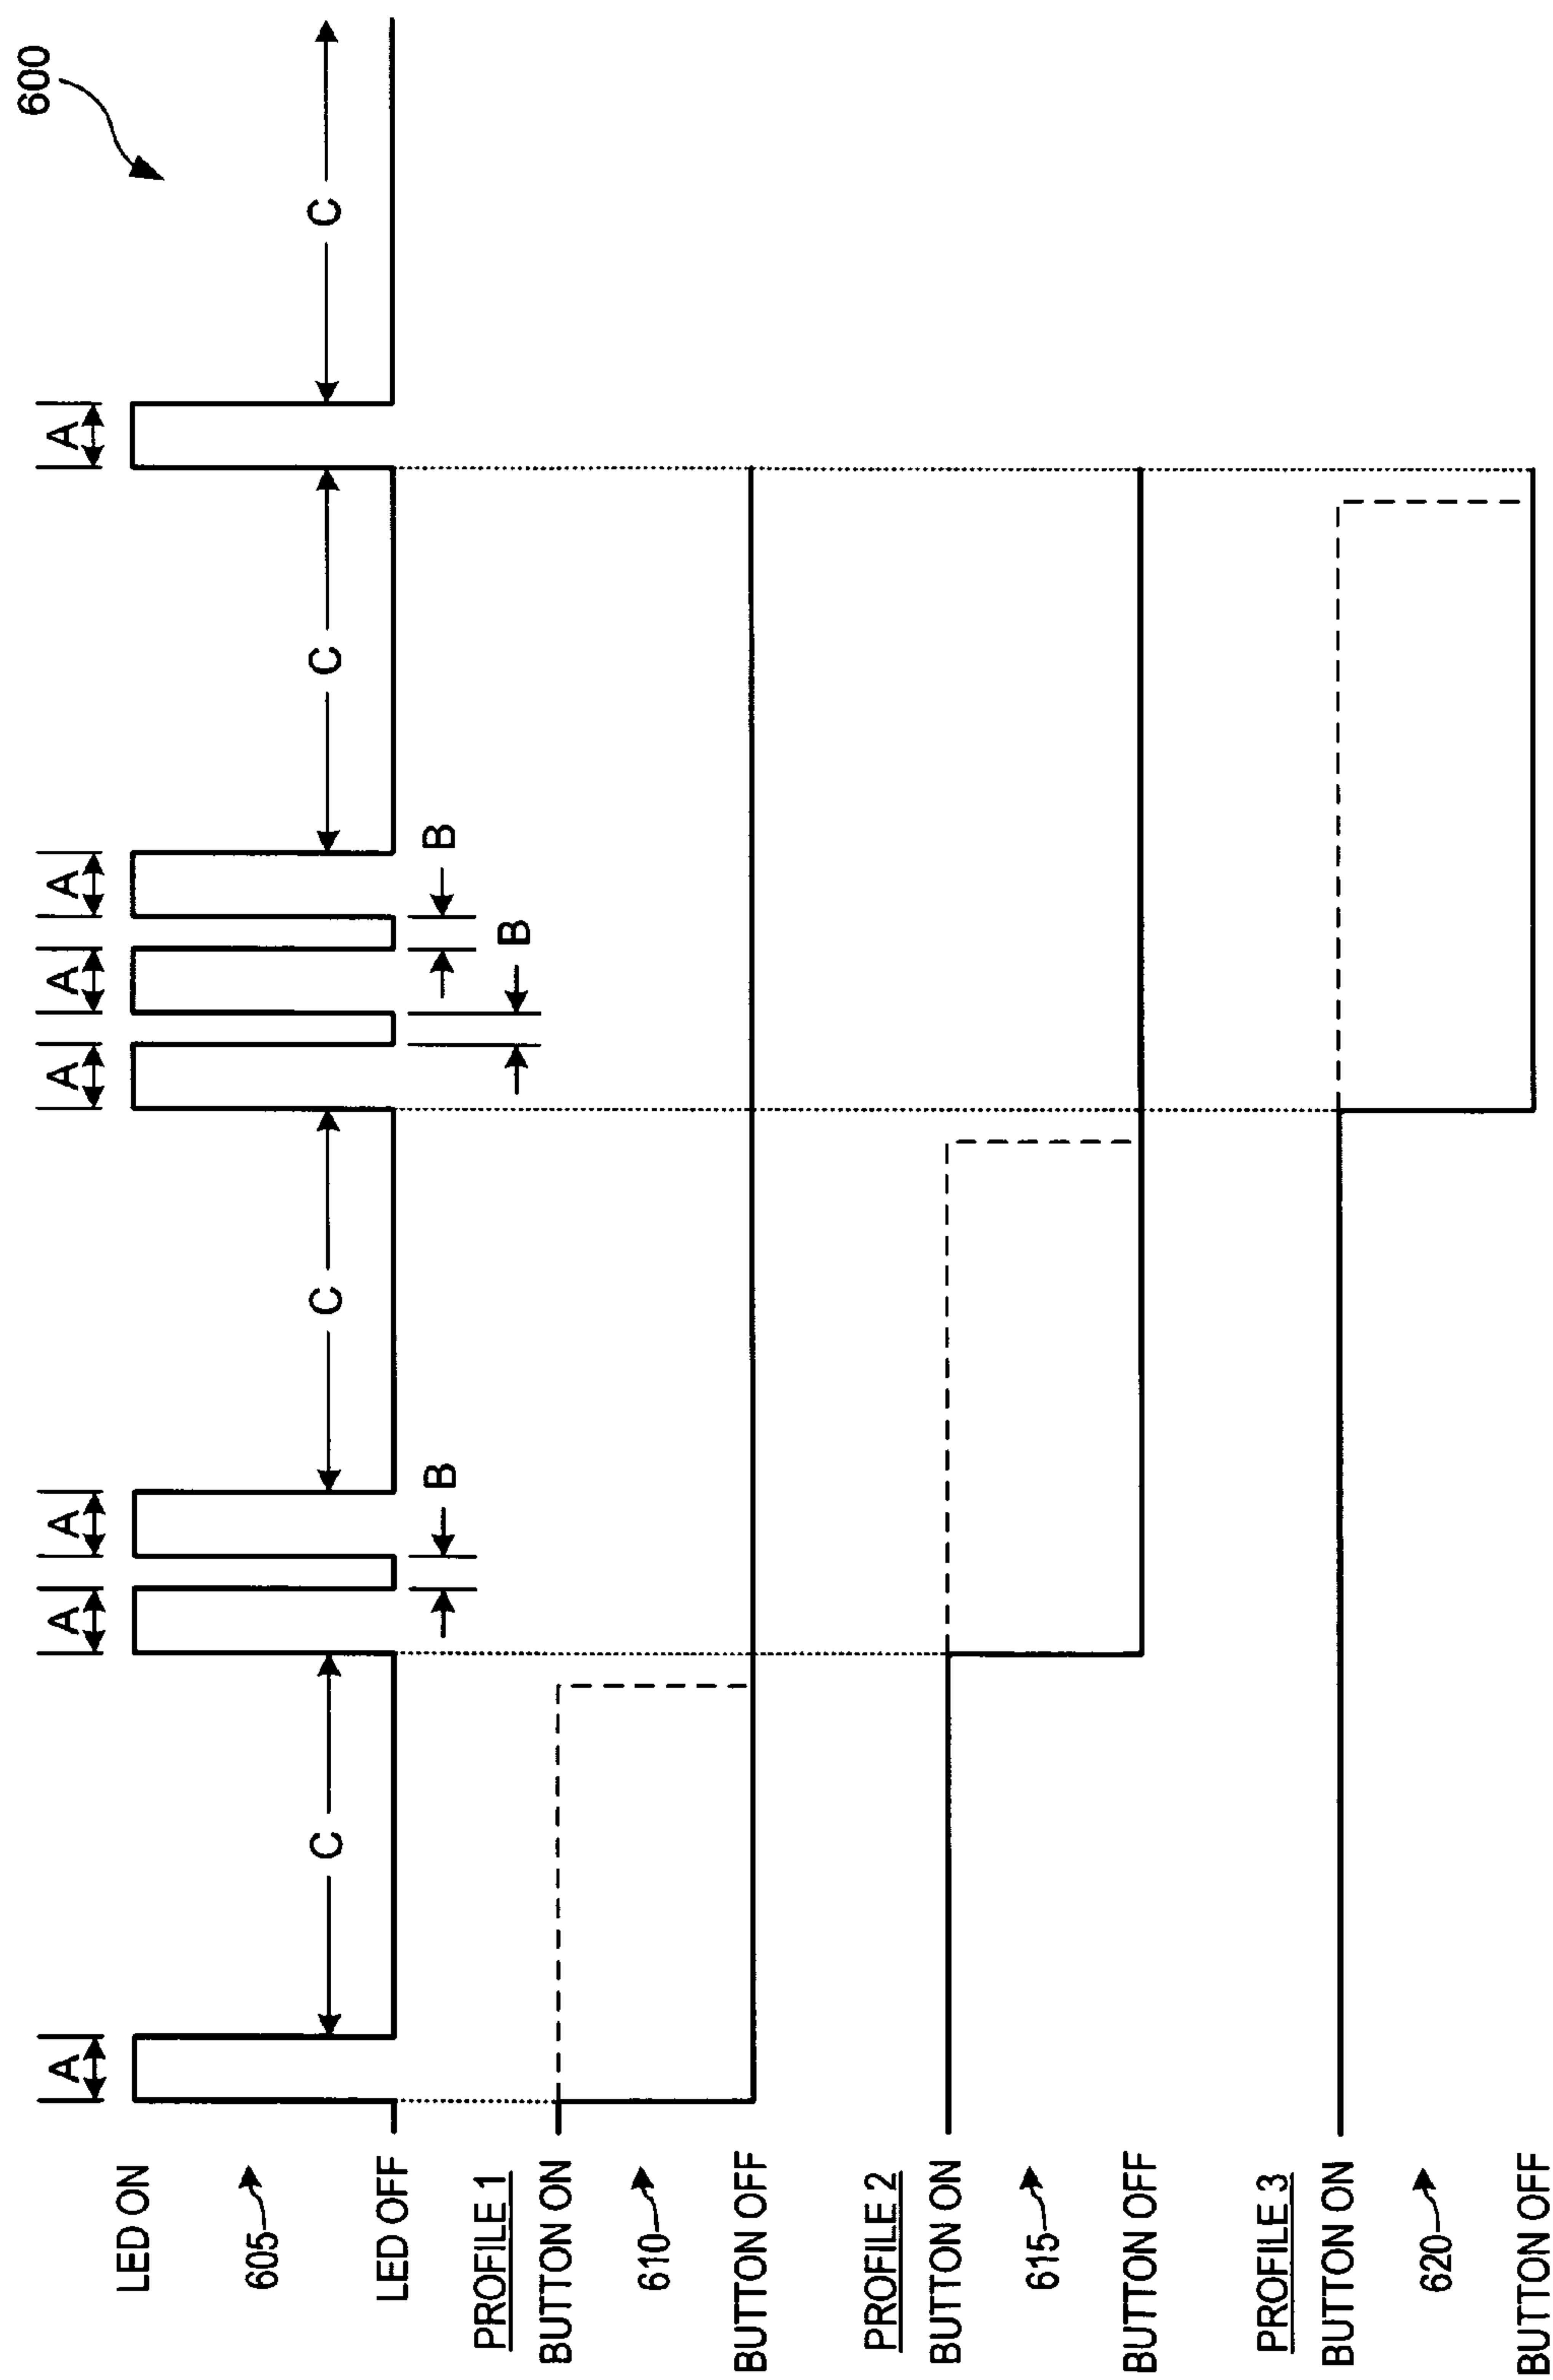 600
A
A
A
A
A
A
A
LED ON
605
C
C
C
C
LED OFF
B
B
B
PROFILE 1
BUTTON ON
610
BUTTON OFF
PROFILE 2
BUTTON ON
615
BUTTON OFF
PROFILE 3
BUTTON ON
620
BUTTON OFF